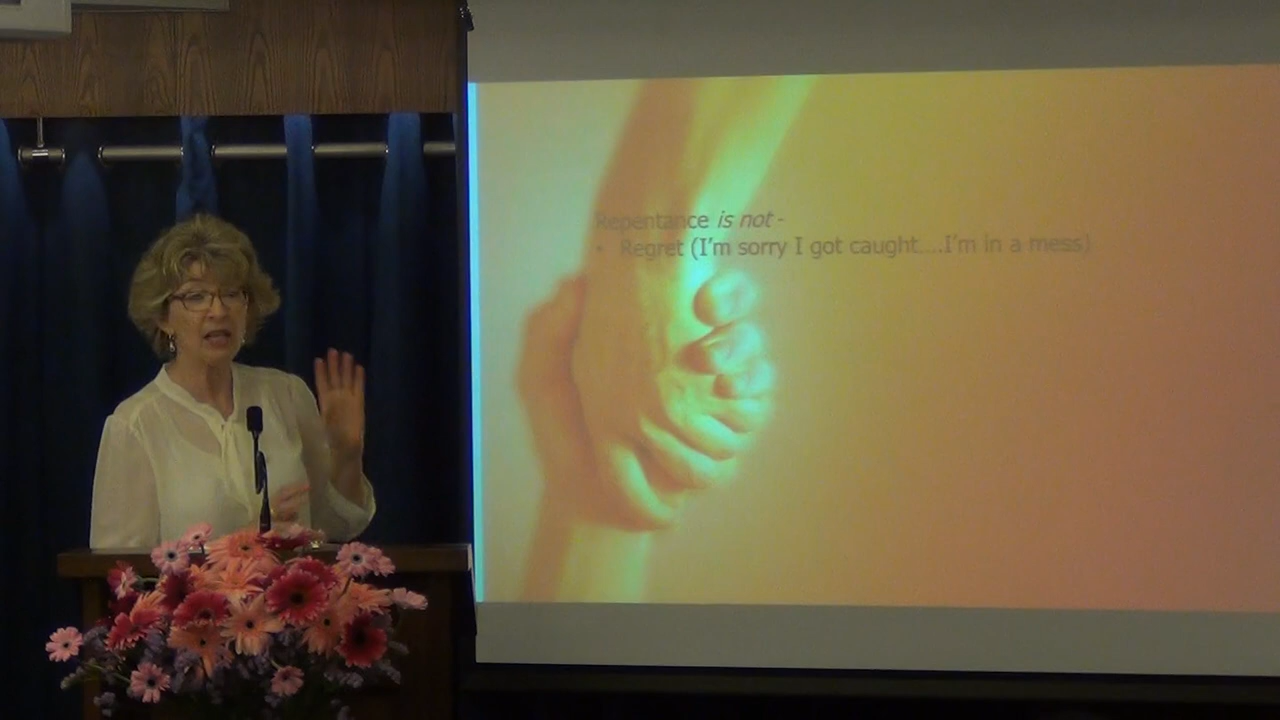 Repentance is not -
• Regret (I'm sorry I got caught....I'm in a mess)